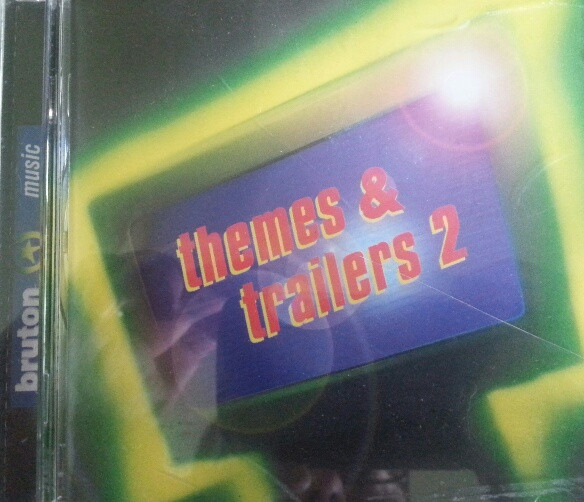 themes &
trailers 2
bruton music